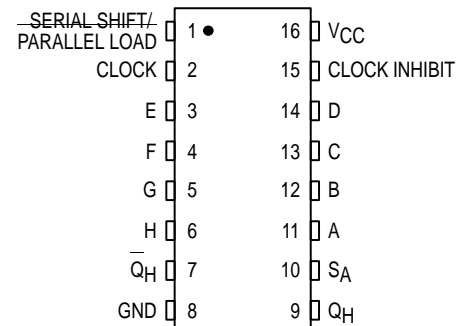 SERIAL SHIFT/
PARALLEL LOAD 1 16 VCC
CLOCK 2 15 CLOCK INHIBIT
E 3 14 D
F 4 13 C
G 5 12 B
H 6 11 A
Q̅H 7 10 SA
GND 8 9 QH